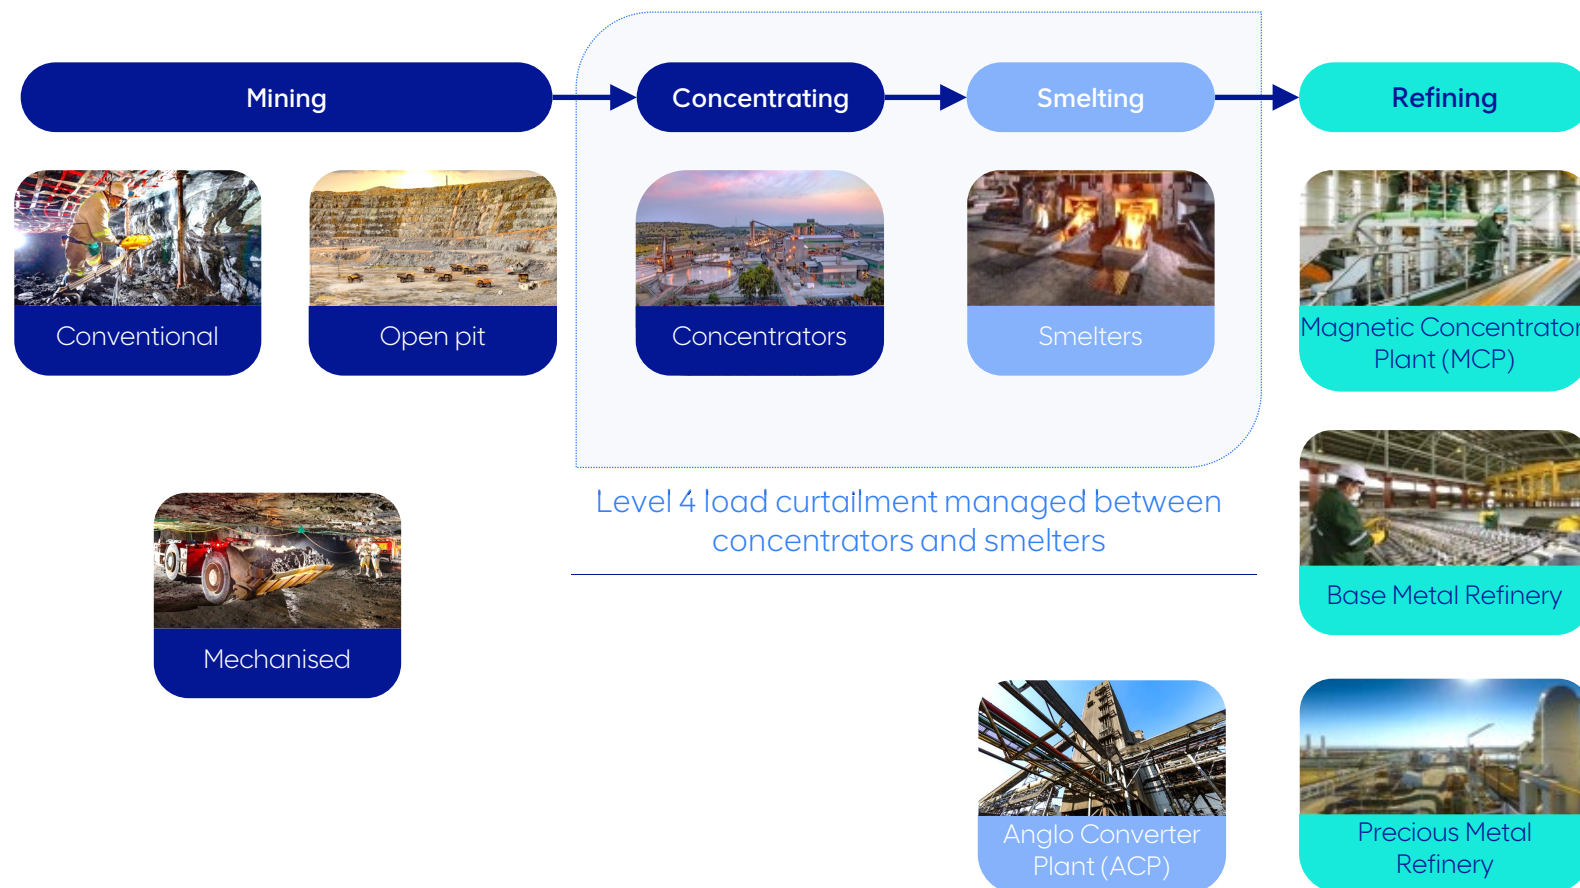 Mining
Concentrating
Smelting
Refining
Conventional
Open pit
Concentrators
Smelters
Magnetic Concentrator
Plant (MCP)
Level 4 load curtailment managed between
concentrators and smelters
Base Metal Refinery
Mechanised
Anglo Converter
Plant (ACP)
Precious Metal
Refinery